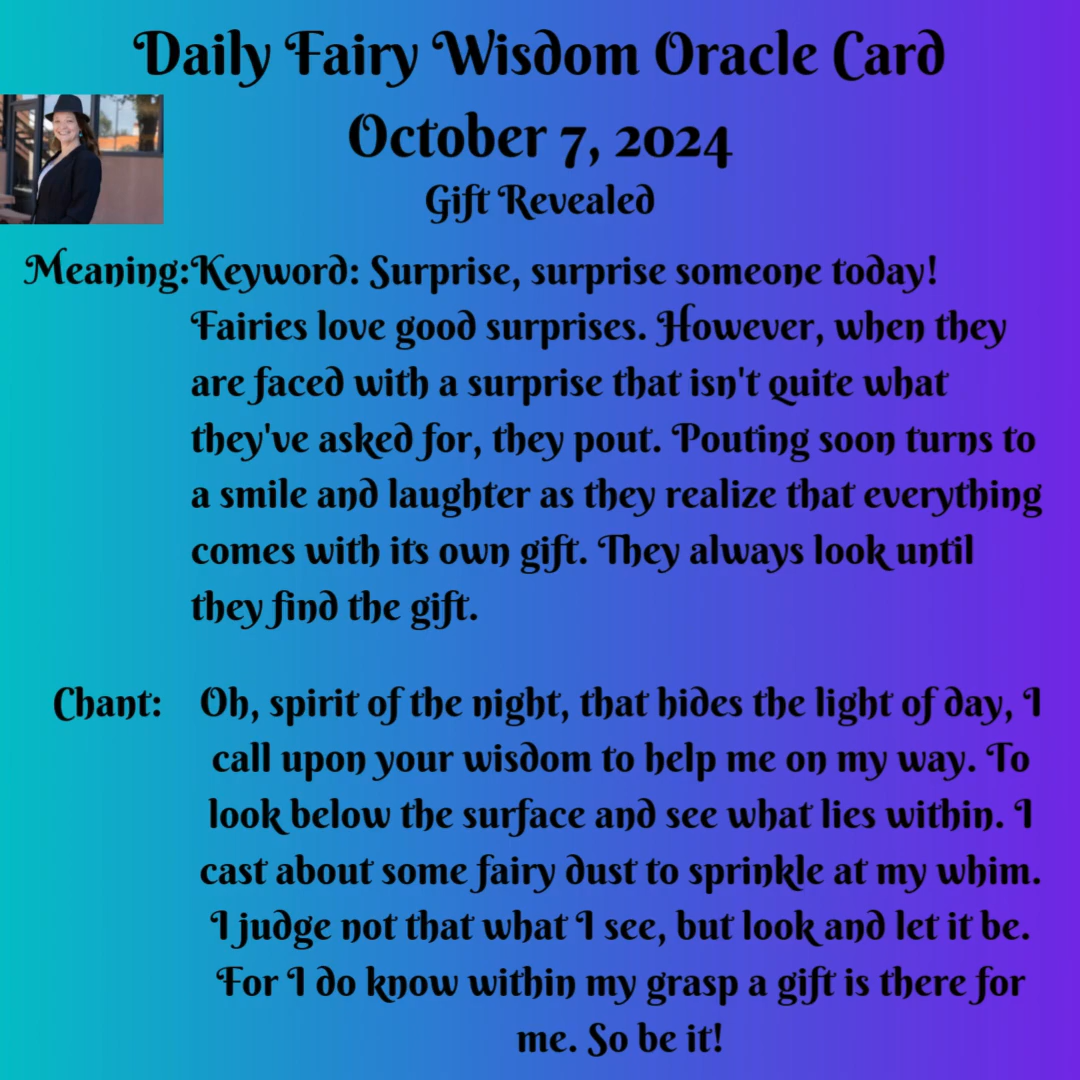 Daily Fairy Wisdom Oracle Card
October 7, 2024
Gift Revealed
Meaning:Keyword: Surprise, surprise someone today!
Fairies love good surprises. However, when they
are faced with a surprise that isn't quite what
they've asked for, they pout. Pouting soon turns to
a smile and laughter as they realize that everything
comes with its own gift. They always look until
they find the gift.
Chant: Oh, spirit of the night, that hides the light of day, I
call upon your wisdom to help me on my way. To
look below the surface and see what lies within. I
cast about some fairy dust to sprinkle at my whim.
I judge not that what I see, but look and let it be.
For I do know within my grasp a gift is there for
me. So be it!